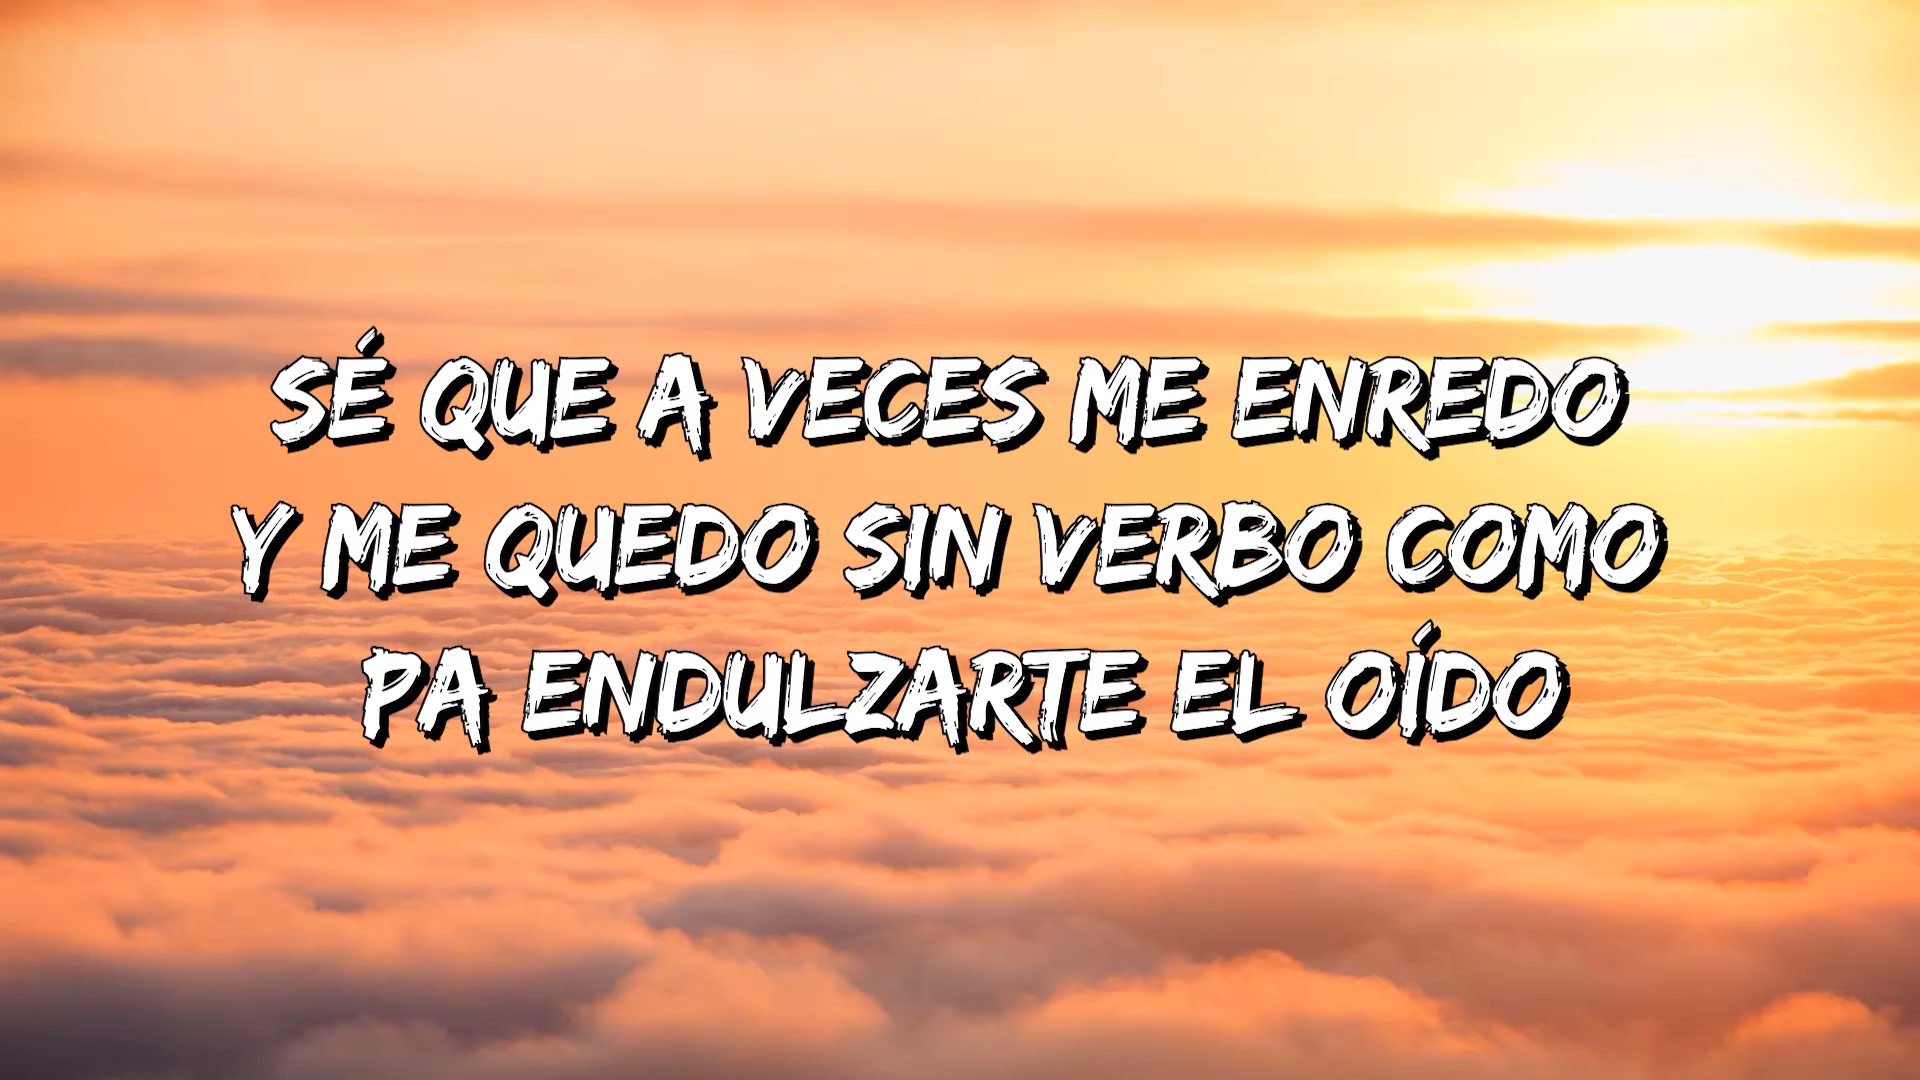 SÉ QUE A VECES ME ENREDO
Y ME QUEDO SIN VERBO COMO
PA ENDULZARTE EL OÍDO